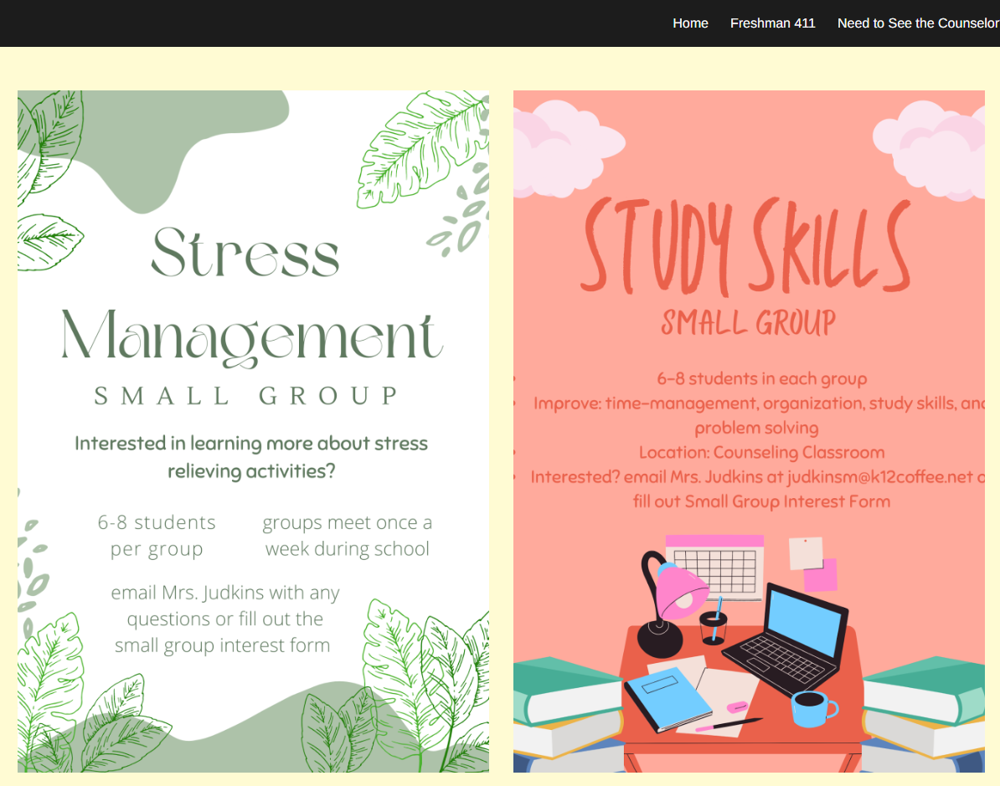 Home Freshman 411 Need to See the Counselor
Stress
Management
SMALL GROUP
Interested in learning more about stress
relieving activities?
6-8 students
per group
groups meet once a
week during school
email Mrs. Judkins with any
questions or fill out the
small group interest form
STUDY SKILLS
SMALL GROUP
6-8 students in each group
Improve: time-management, organization, study skills, and
problem solving
Location: Counseling Classroom
Interested? email Mrs. Judkins at judkinsm@k12coffee.net
fill out Small Group Interest Form